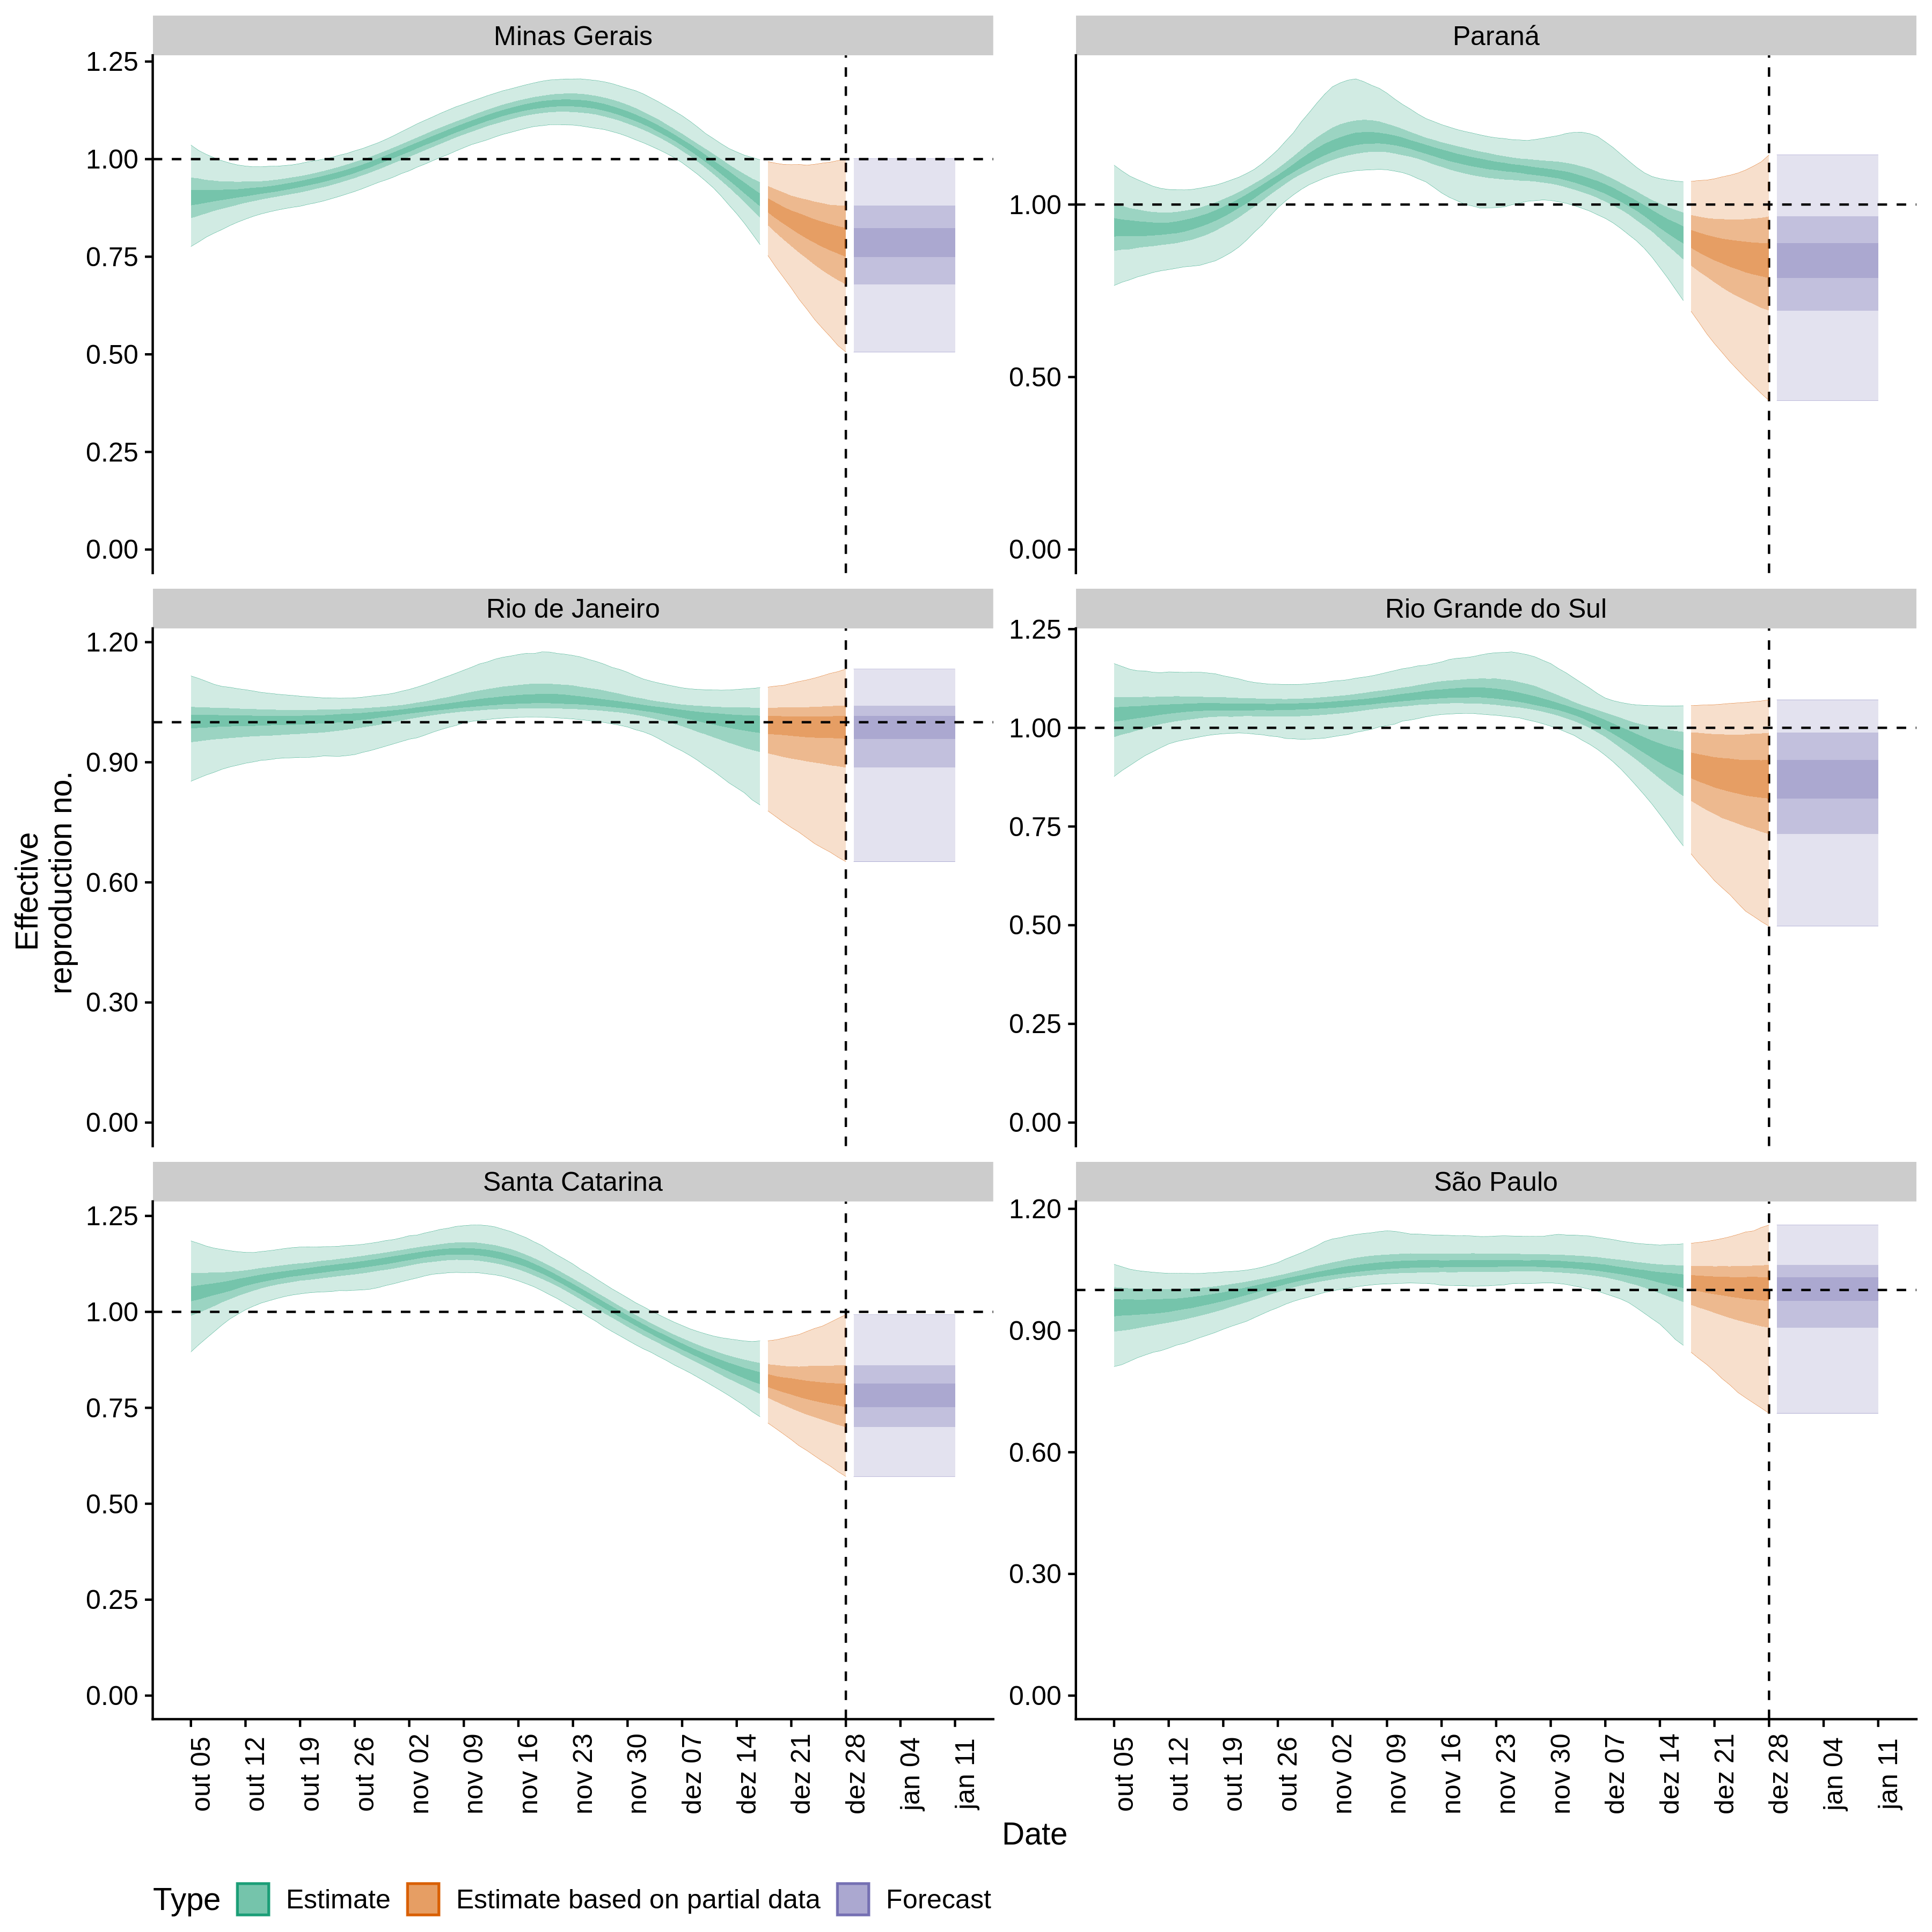 Minas Gerais
Paraná
1.25
1.00
0.75
0.50
0.25
0.00
1.00
0.50
0.00
Rio de Janeiro
Rio Grande do Sul
1.20
0.90
0.60
0.30
0.00
1.25
1.00
0.75
0.50
0.25
0.00
Effective
reproduction no.
Santa Catarina
São Paulo
1.25
1.00
0.75
0.50
0.25
0.00
1.20
0.90
0.60
0.30
0.00
out 05
out 12
out 19
out 26
nov 02
nov 09
nov 16
nov 23
nov 30
dez 07
dez 14
dez 21
dez 28
jan 04
jan 11
out 05
out 12
out 19
out 26
nov 02
nov 09
nov 16
nov 23
nov 30
dez 07
dez 14
dez 21
dez 28
jan 04
jan 11
Date
Type Estimate Estimate based on partial data Forecast